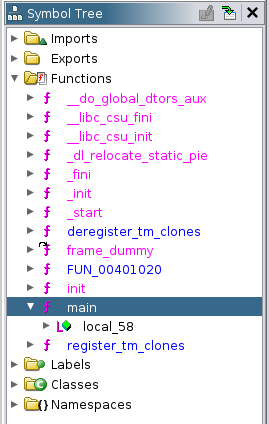 Symbol Tree
Imports
Exports
Functions
__do_global_dtors_aux
__libc_csu_fini
__libc_csu_init
_dl_relocate_static_pie
_fini
_init
_start
deregister_tm_clones
frame_dummy
FUN_00401020
init
main
local_58
register_tm_clones
Labels
Classes
Namespaces